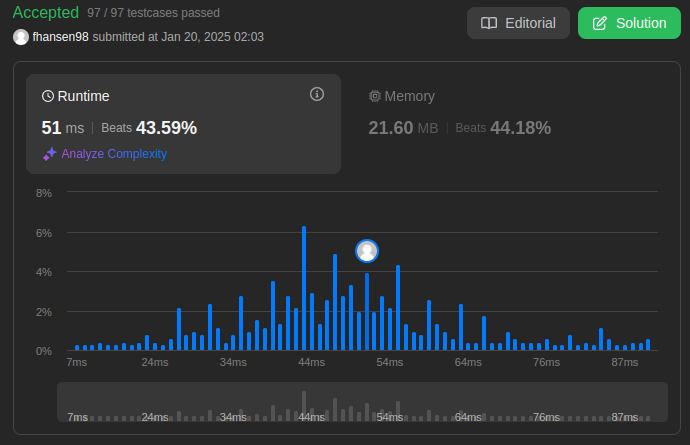 Accepted 97 / 97 testcases passed
Editorial
Solution
fhansen98 submitted at Jan 20, 2025 02:03
Runtime
Memory
51 ms | Beats 43.59%
21.60 MB | Beats 44.18%
Analyze Complexity
8%
6%
4%
2%
0%
7ms 24ms 34ms 44ms 54ms 64ms 76ms 87ms
7ms 24ms 34ms 44ms 54ms 64ms 76ms 87ms